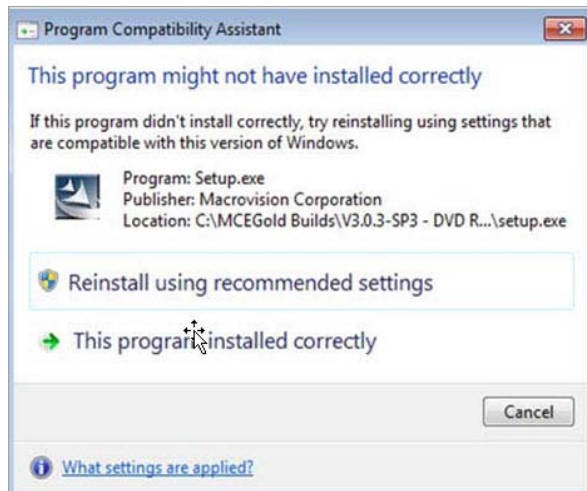 Program Compatibility Assistant
This program might not have installed correctly
If this program didn't install correctly, try reinstalling using settings that
are compatible with this version of Windows.
Program: Setup.exe
Publisher: Macrovision Corporation
Location: C:\MCEGold Builds\V3.0.3-SP3 - DVD R...\setup.exe
Reinstall using recommended settings
This program installed correctly
Cancel
What settings are applied?